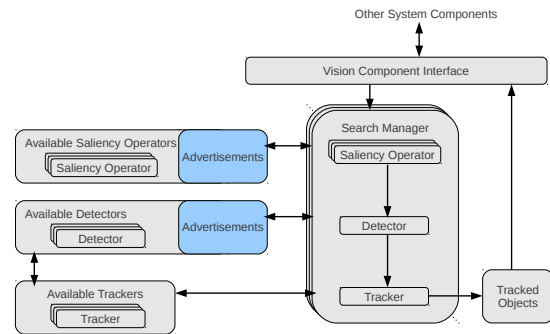 Other System Components
Vision Component Interface
Search Manager
Saliency Operator
Detector
Tracker
Available Saliency Operators
Saliency Operator
Advertisements
Available Detectors
Detector
Advertisements
Available Trackers
Tracker
Tracked
Objects